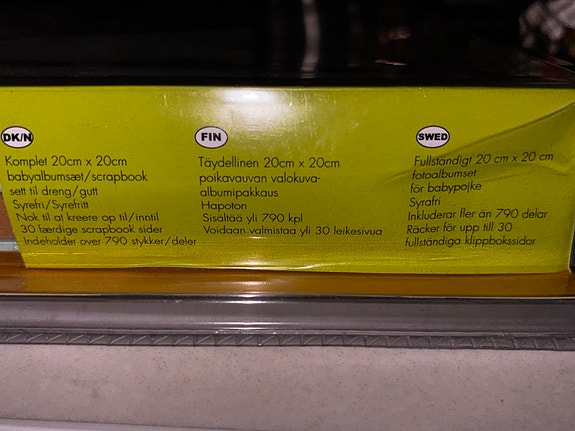 DK/N
Komplet 20cm x 20cm
babyalbumsæt/scrapbook
sett til dreng/gutt
Syrefri/Syrefritt
Nok til at kreere op til/inntil
30 færdige scrapbook sider
Indeholder over 790 stykker/deler
FIN
Täydellinen 20cm x 20cm
poikavauvan valokuva-
albumipakkaus
Hapoton
Sisältää yli 790 kpl
Voidaan valmistaa yli 30 leikesivua
SWED
Fullständigt 20 cm x 20 cm
fotoalbumset
för babypojke
Syrafri
Inkluderar fler än 790 delar
Räcker för upp till 30
fullständiga klippbokssidor